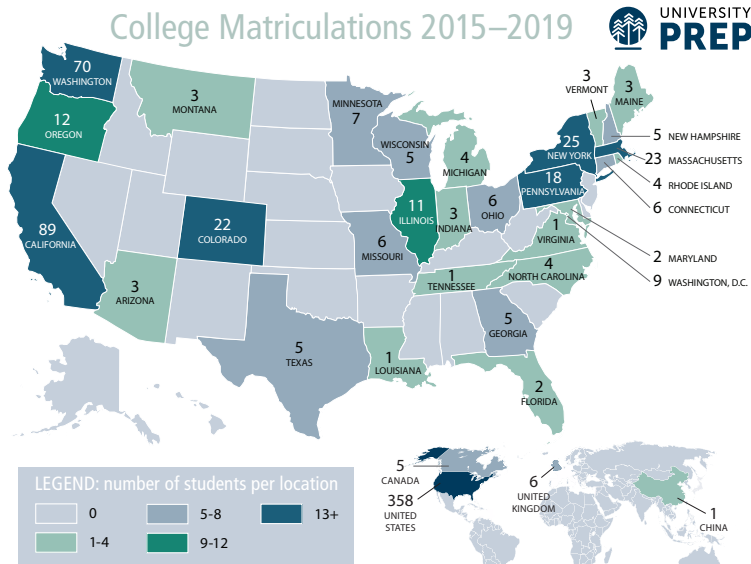 College Matriculations 2015–2019
UNIVERSITY
PREP
70
WASHINGTON
12
OREGON
89
CALIFORNIA
3
MONTANA
22
COLORADO
3
ARIZONA
MINNESOTA
7
WISCONSIN
5
4
MICHIGAN
11
ILLINOIS
3
INDIANA
6
OHIO
6
MISSOURI
5
TEXAS
1
LOUISIANA
1
TENNESSEE
5
GEORGIA
2
FLORIDA
4
NORTH CAROLINA
1
VIRGINIA
18
PENNSYLVANIA
25
NEW YORK
3
VERMONT
3
MAINE
5 NEW HAMPSHIRE
23 MASSACHUSETTS
4 RHODE ISLAND
6 CONNECTICUT
2 MARYLAND
9 WASHINGTON, D.C.
LEGEND: number of students per location
0
5-8
13+
1-4
9-12
5
CANADA
358
UNITED
STATES
6
UNITED
KINGDOM
1
CHINA